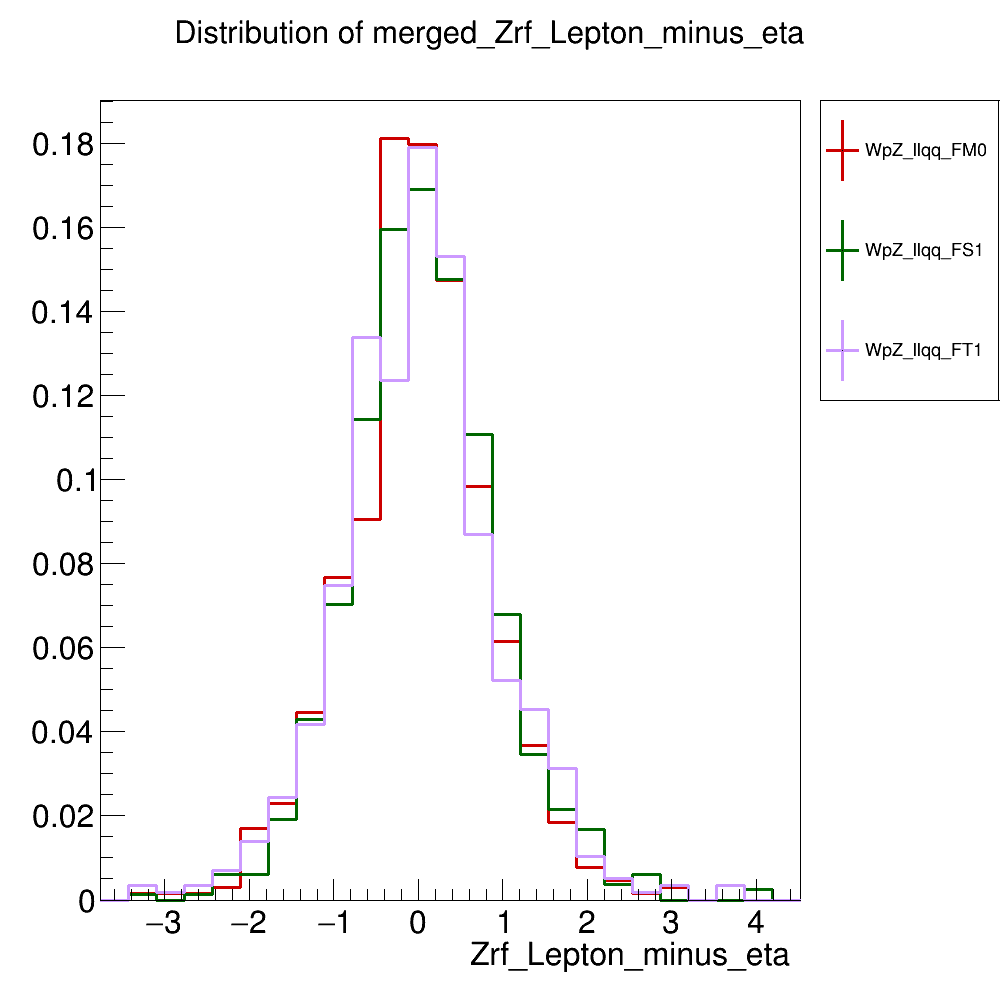 Distribution of merged_Zrf_Lepton_minus_eta
WpZ_llqq_FM0
WpZ_llqq_FS1
WpZ_llqq_FT1
0.18
0.16
0.14
0.12
0.1
0.08
0.06
0.04
0.02
0
−3 −2 −1 0 1 2 3 4
Zrf_Lepton_minus_eta